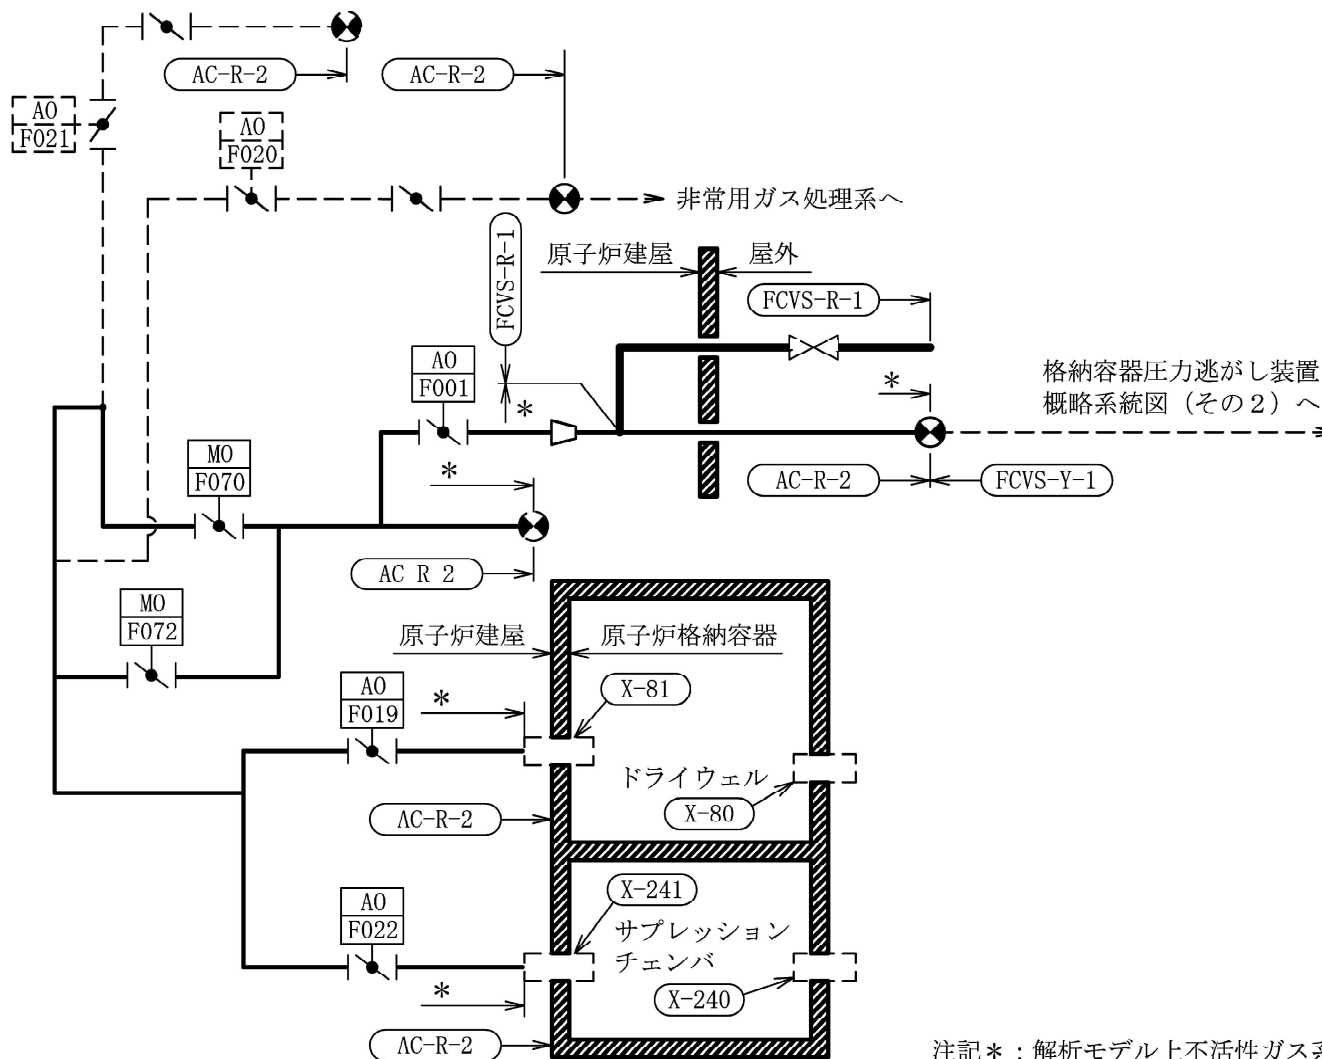 AC-R-2
AC-R-2
AO
F021
AO
F020
非常用ガス処理系へ
FCVS-R-1
原子炉建屋
屋外
FCVS-R-1
AO
F001
*
*
格納容器圧力逃がし装置
概略系統図（その２）へ
MO
F070
*
AC-R-2
FCVS-Y-1
AC R 2
MO
F072
原子炉建屋
原子炉格納容器
AO
F019
*
X-81
ドライウェル
X-80
AC-R-2
X-241
AO
F022
サプレッション
チェンバ
*
X-240
AC-R-2
注記＊：解析モデル上不活性ガス系